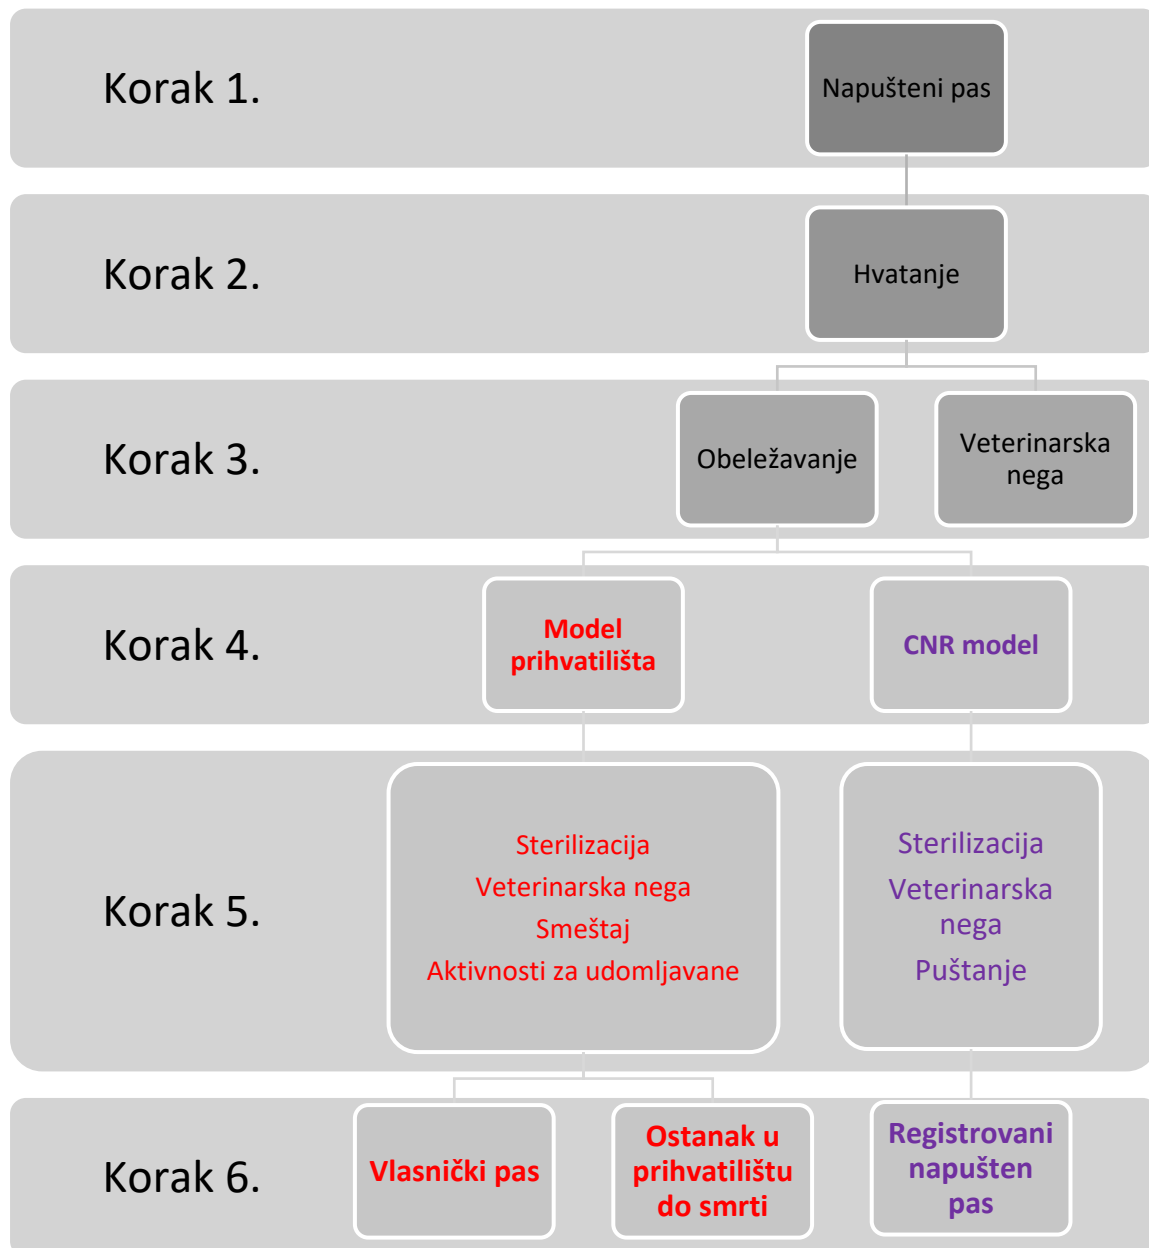 Korak 1.
Napušteni pas
Korak 2.
Hvatanje
Korak 3.
Obeležavanje
Veterinarska
nega
Korak 4.
Model
prihvatilišta
CNR model
Korak 5.
Sterilizacija
Veterinarska nega
Smeštaj
Aktivnosti za udomljavane
Sterilizacija
Veterinarska
nega
Puštanje
Korak 6.
Vlasnički pas
Ostanak u
prihvatilištu
do smrti
Registrovani
napušten
pas